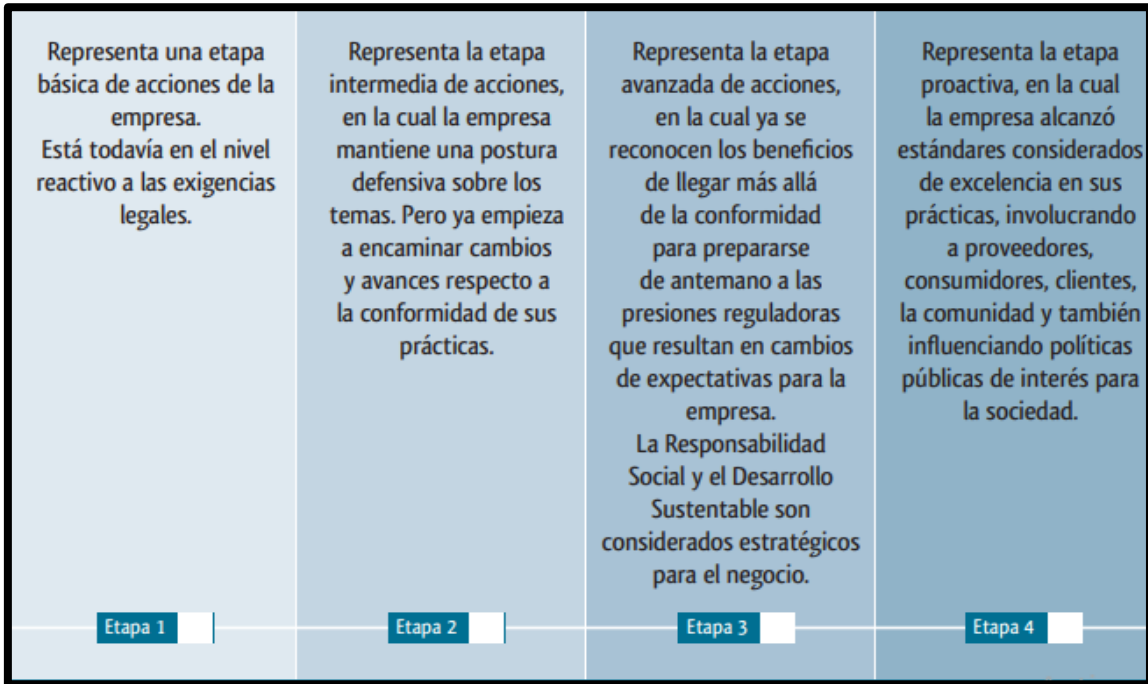 Representa una etapa
básica de acciones de la
empresa.
Está todavía en el nivel
reactivo a las exigencias
legales.
Etapa 1
Representa la etapa
intermedia de acciones,
en la cual la empresa
mantiene una postura
defensiva sobre los
temas. Pero ya empieza
a encaminar cambios
y avances respecto a
la conformidad de sus
prácticas.
Etapa 2
Representa la etapa
avanzada de acciones,
en la cual ya se
reconocen los beneficios
de llegar más allá
de la conformidad
para prepararse
de antemano a las
presiones reguladoras
que resultan en cambios
de expectativas para la
empresa.
La Responsabilidad
Social y el Desarrollo
Sustentable son
considerados estratégicos
para el negocio.
Etapa 3
Representa la etapa
proactiva, en la cual
la empresa alcanzó
estándares considerados
de excelencia en sus
prácticas, involucrando
a proveedores,
consumidores, clientes,
la comunidad y también
influenciando políticas
públicas de interés para
la sociedad.
Etapa 4